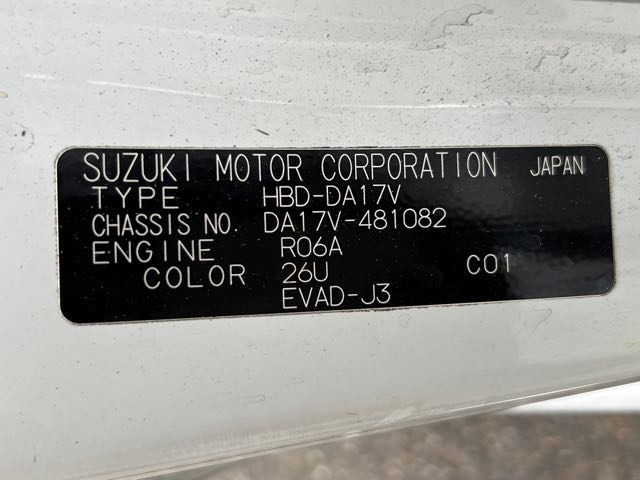 SUZUKI MOTOR CORPORATION JAPAN
TYPE HBD-DA17V
CHASSIS NO. DA17V-481082
ENGINE R06A
COLOR 26U C01
EVAD-J3